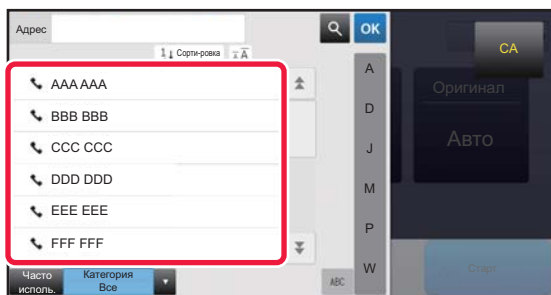 Адрес
OK
CA
1 Сорти-ровка
A
AAA AAA
BBB BBB
CCC CCC
DDD DDD
EEE EEE
FFF FFF
A
D
J
M
P
W
ABC
Часто исполь.
Категория
Все
Оригинал
Авто
Старт